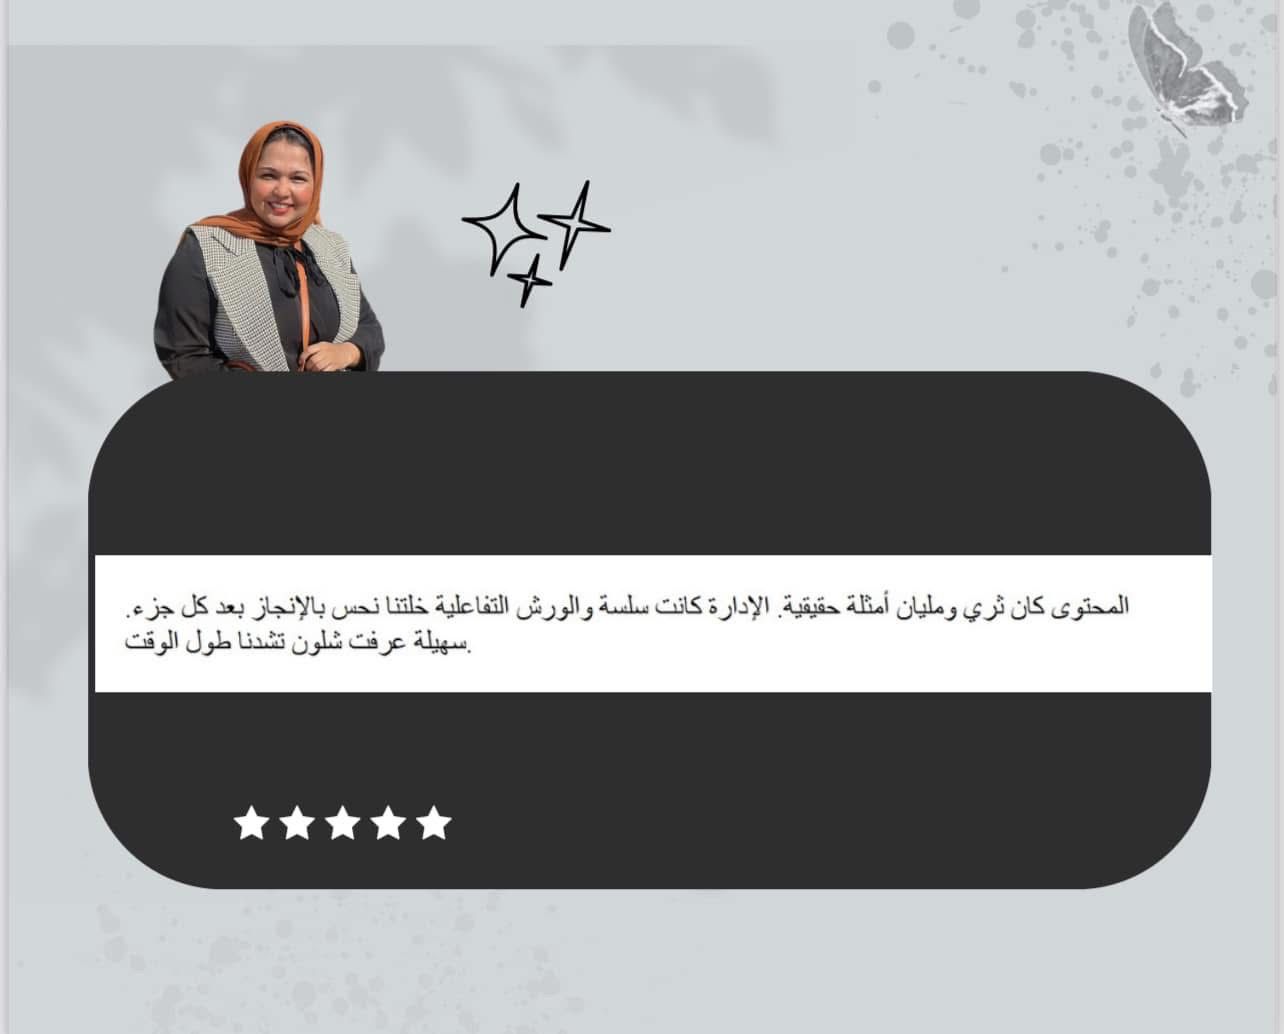 المحتوى كان ثري ومليان أمثلة حقيقية. الإدارة كانت سلسة والورش التفاعلية خلتنا نحس بالإنجاز بعد كل جزء.
سهيلة عرفت شلون تشدنا طول الوقت.